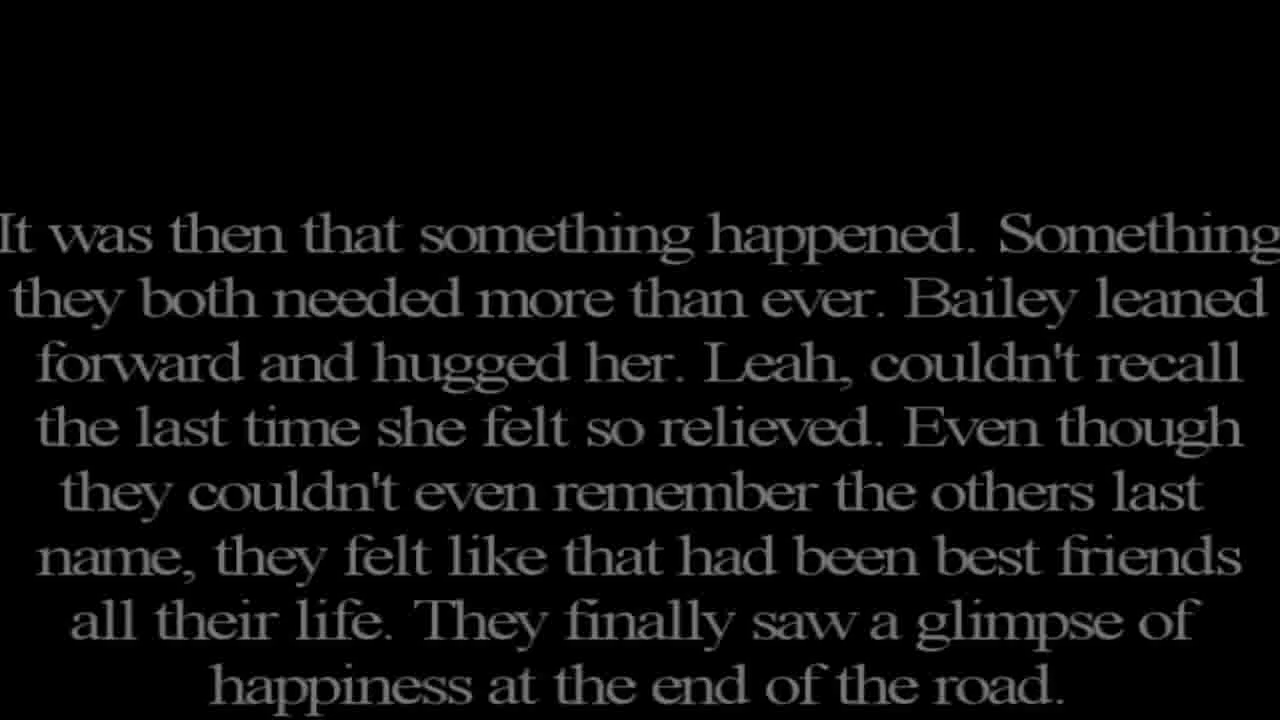 It was then that something happened. Something
they both needed more than ever. Bailey leaned
forward and hugged her. Leah, couldn't recall
the last time she felt so relieved. Even though
they couldn't even remember the others last
name, they felt like that had been best friends
all their life. They finally saw a glimpse of
happiness at the end of the road.